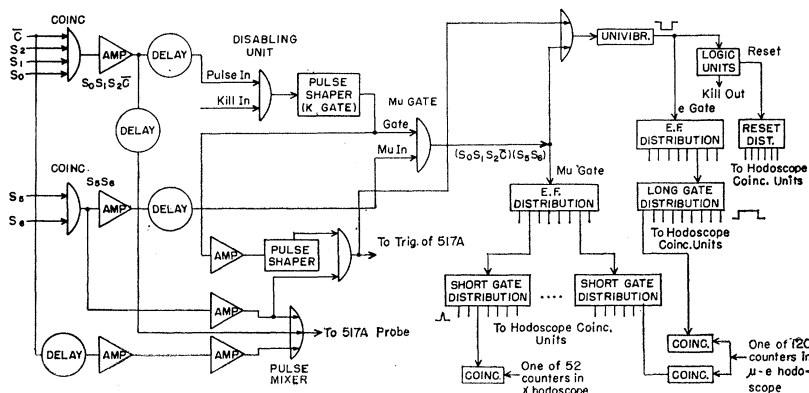 COINC
C̅
S2
S1
S0
AMP
S0S1S2C̅
DELAY
DISABLING
UNIT
Pulse In
Kill In
PULSE
SHAPER
(K GATE)
Mu GATE
Gate
Mu In
DELAY
COINC.
S5
S6
S5S6
AMP
DELAY
(S0S1S2C̅)(S5S6)
UNIVIBR.
LOGIC
UNITS
Reset
Kill Out
e Gate
E.F.
DISTRIBUTION
RESET
DIST.
To Hodoscope
Coinc. Units
LONG GATE
DISTRIBUTION
To Hodoscope
Coinc. Units
Mu Gate
E.F.
DISTRIBUTION
AMP
PULSE
SHAPER
To Trig. of 517A
AMP
DELAY
AMP
AMP
To 517A Probe
PULSE
MIXER
SHORT GATE
DISTRIBUTION
....
SHORT GATE
DISTRIBUTION
To Hodoscope Coinc.
Units
COINC.
One of 52
counters in
hodoscope
COINC.
COINC.
One of 120
counters in
μ-e hodo-
scope